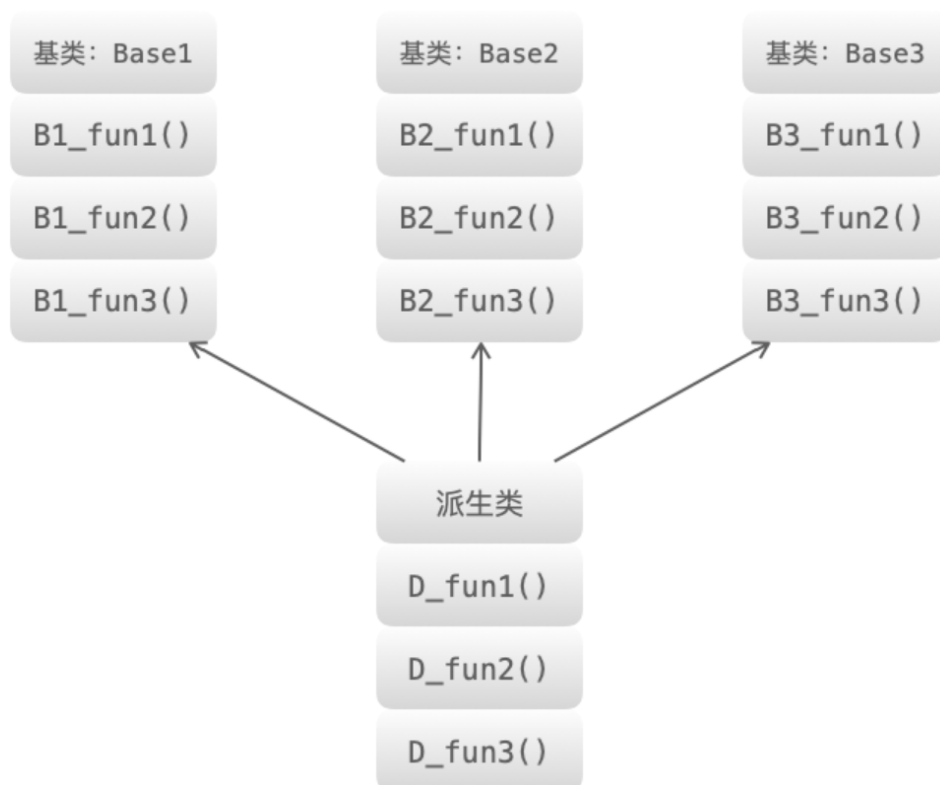 基类：Base1
B1_fun1()
B1_fun2()
B1_fun3()
基类：Base2
B2_fun1()
B2_fun2()
B2_fun3()
基类：Base3
B3_fun1()
B3_fun2()
B3_fun3()
派生类
D_fun1()
D_fun2()
D_fun3()